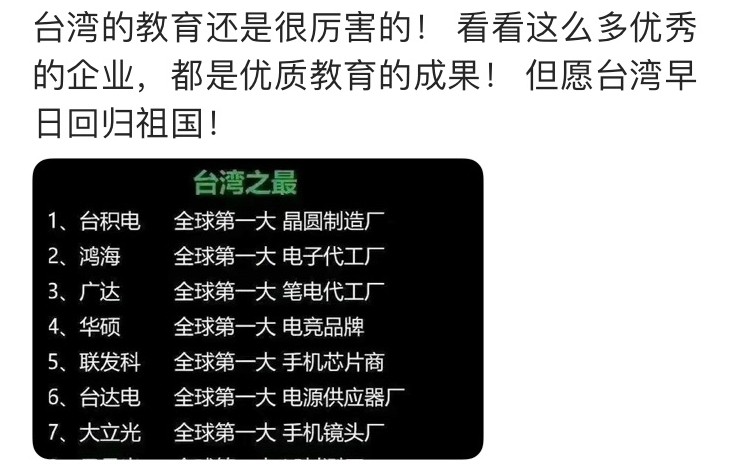 台湾的教育还是很厉害的！ 看看这么多优秀
的企业，都是优质教育的成果！ 但愿台湾早
日回归祖国！
台湾之最
1、台积电 全球第一大 晶圆制造厂
2、鸿海 全球第一大 电子代工厂
3、广达 全球第一大 笔电代工厂
4、华硕 全球第一大 电竞品牌
5、联发科 全球第一大 手机芯片商
6、台达电 全球第一大 电源供应器厂
7、大立光 全球第一大 手机镜头厂